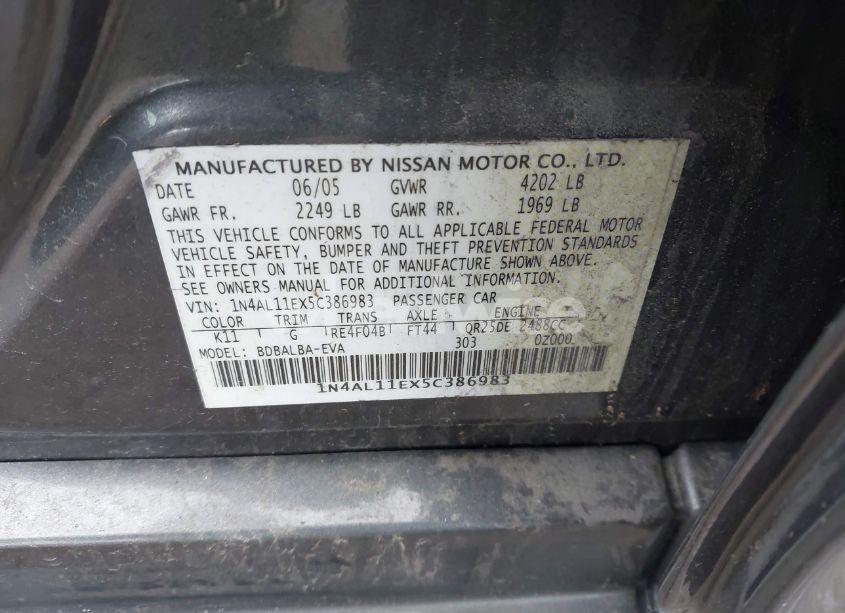 MANUFACTURED BY NISSAN MOTOR CO., LTD.
DATE 06/05 GVWR 4202 LB
GAWR FR. 2249 LB GAWR RR. 1969 LB
THIS VEHICLE CONFORMS TO ALL APPLICABLE FEDERAL MOTOR
VEHICLE SAFETY, BUMPER AND THEFT PREVENTION STANDARDS
IN EFFECT ON THE DATE OF MANUFACTURE SHOWN ABOVE.
SEE OWNERS MANUAL FOR ADDITIONAL INFORMATION.
VIN: 1N4AL11EX5C386983 PASSENGER CAR
COLOR TRIM TRANS AXLE ENGINE
K11 G RE4F04B FT44 QR25DE 2488CC
MODEL: BDBALBA-EVA 303 0Z000
1N4AL11EX5C386983